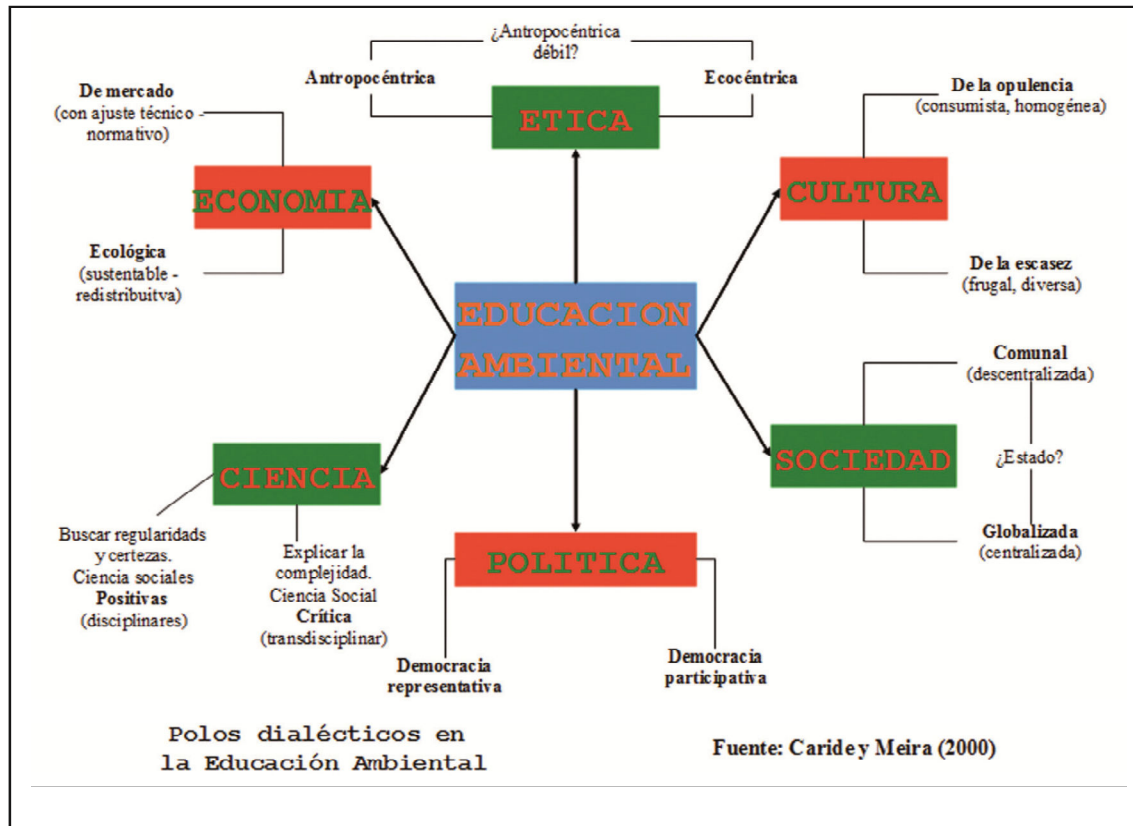 ¿Antropocéntrica
débil?
Antropocéntrica
Ecocéntrica
ETICA
De mercado
(con ajuste técnico -
normativo)
ECONOMIA
Ecológica
(sustentable -
redistribuitva)
De la opulencia
(consumista, homogénea)
CULTURA
De la escasez
(frugal, diversa)
EDUCACION
AMBIENTAL
Comunal
(descentralizada)
SOCIEDAD
¿Estado?
Globalizada
(centralizada)
CIENCIA
Buscar regularidads
y certezas.
Ciencia sociales
Positivas
(disciplinares)
Explicar la
complejidad.
Ciencia Social
Crítica
(transdisciplinar)
POLITICA
Democracia
representativa
Democracia
participativa
Polos dialécticos en
la Educación Ambiental
Fuente: Caride y Meira (2000)